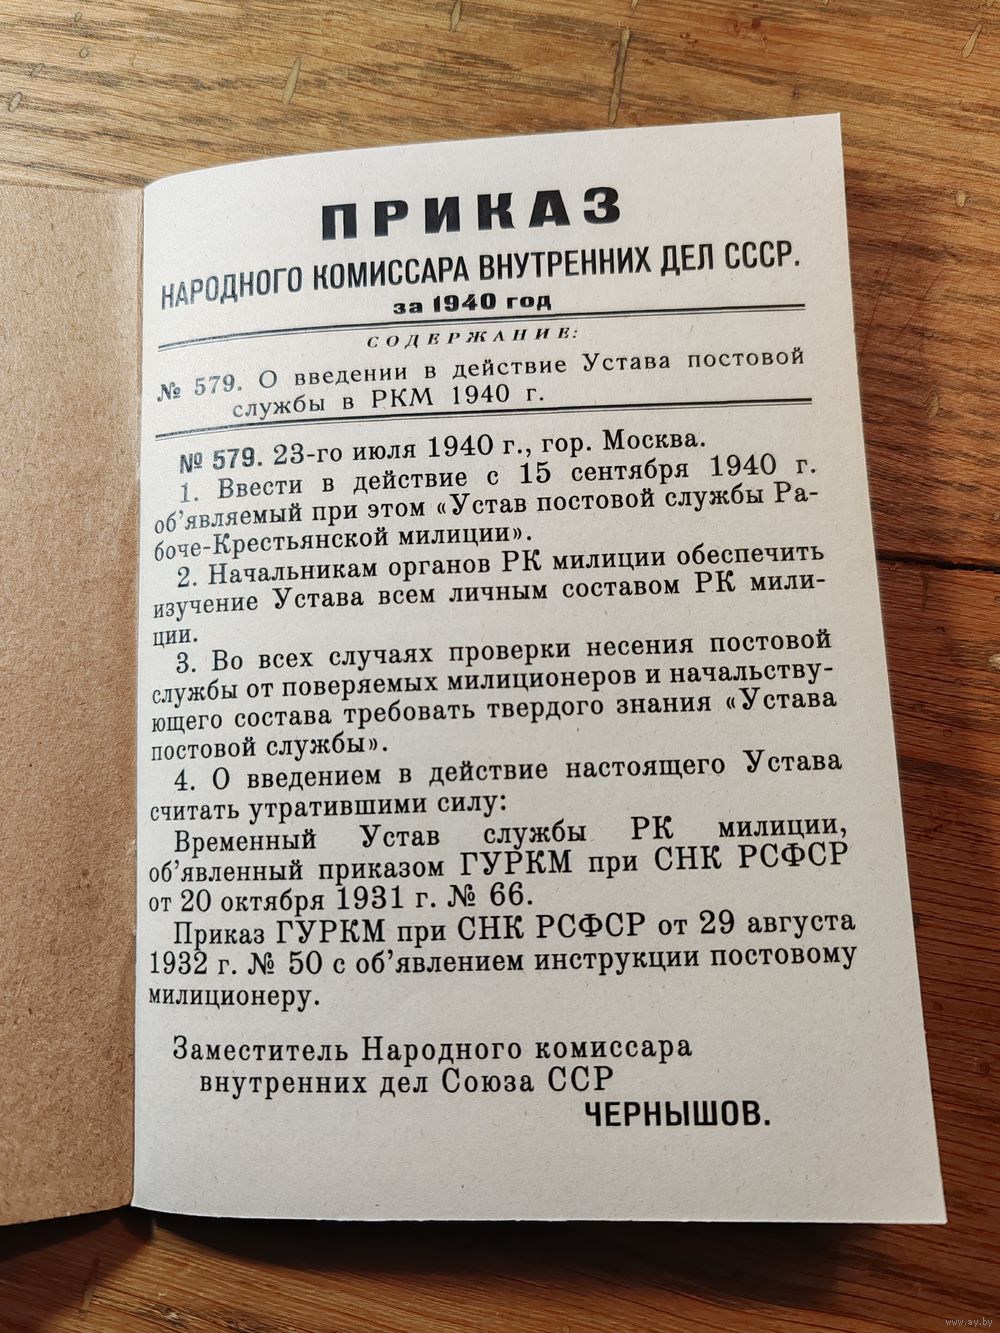 ПРИКАЗ
НАРОДНОГО КОМИССАРА ВНУТРЕННИХ ДЕЛ СССР.
за 1940 год
СОДЕРЖАНИЕ:
№ 579. О введении в действие Устава постовой
службы в РКМ 1940 г.
№ 579. 23-го июля 1940 г., гор. Москва.
1. Ввести в действие с 15 сентября 1940 г.
об’являемый при этом «Устав постовой службы Ра-
боче-Крестьянской милиции».
2. Начальникам органов РК милиции обеспечить
изучение Устава всем личным составом РК мили-
ции.
3. Во всех случаях проверки несения постовой
службы от поверяемых милиционеров и начальству-
ющего состава требовать твердого знания «Устава
постовой службы».
4. О введением в действие настоящего Устава
считать утратившими силу:
Временный Устав службы РК милиции,
об’явленный приказом ГУРКМ при СНК РСФСР
от 20 октября 1931 г. № 66.
Приказ ГУРКМ при СНК РСФСР от 29 августа
1932 г. № 50 с об’явлением инструкции постовому
милиционеру.
Заместитель Народного комиссара
внутренних дел Союза ССР
ЧЕРНЫШОВ.
www.ay.by